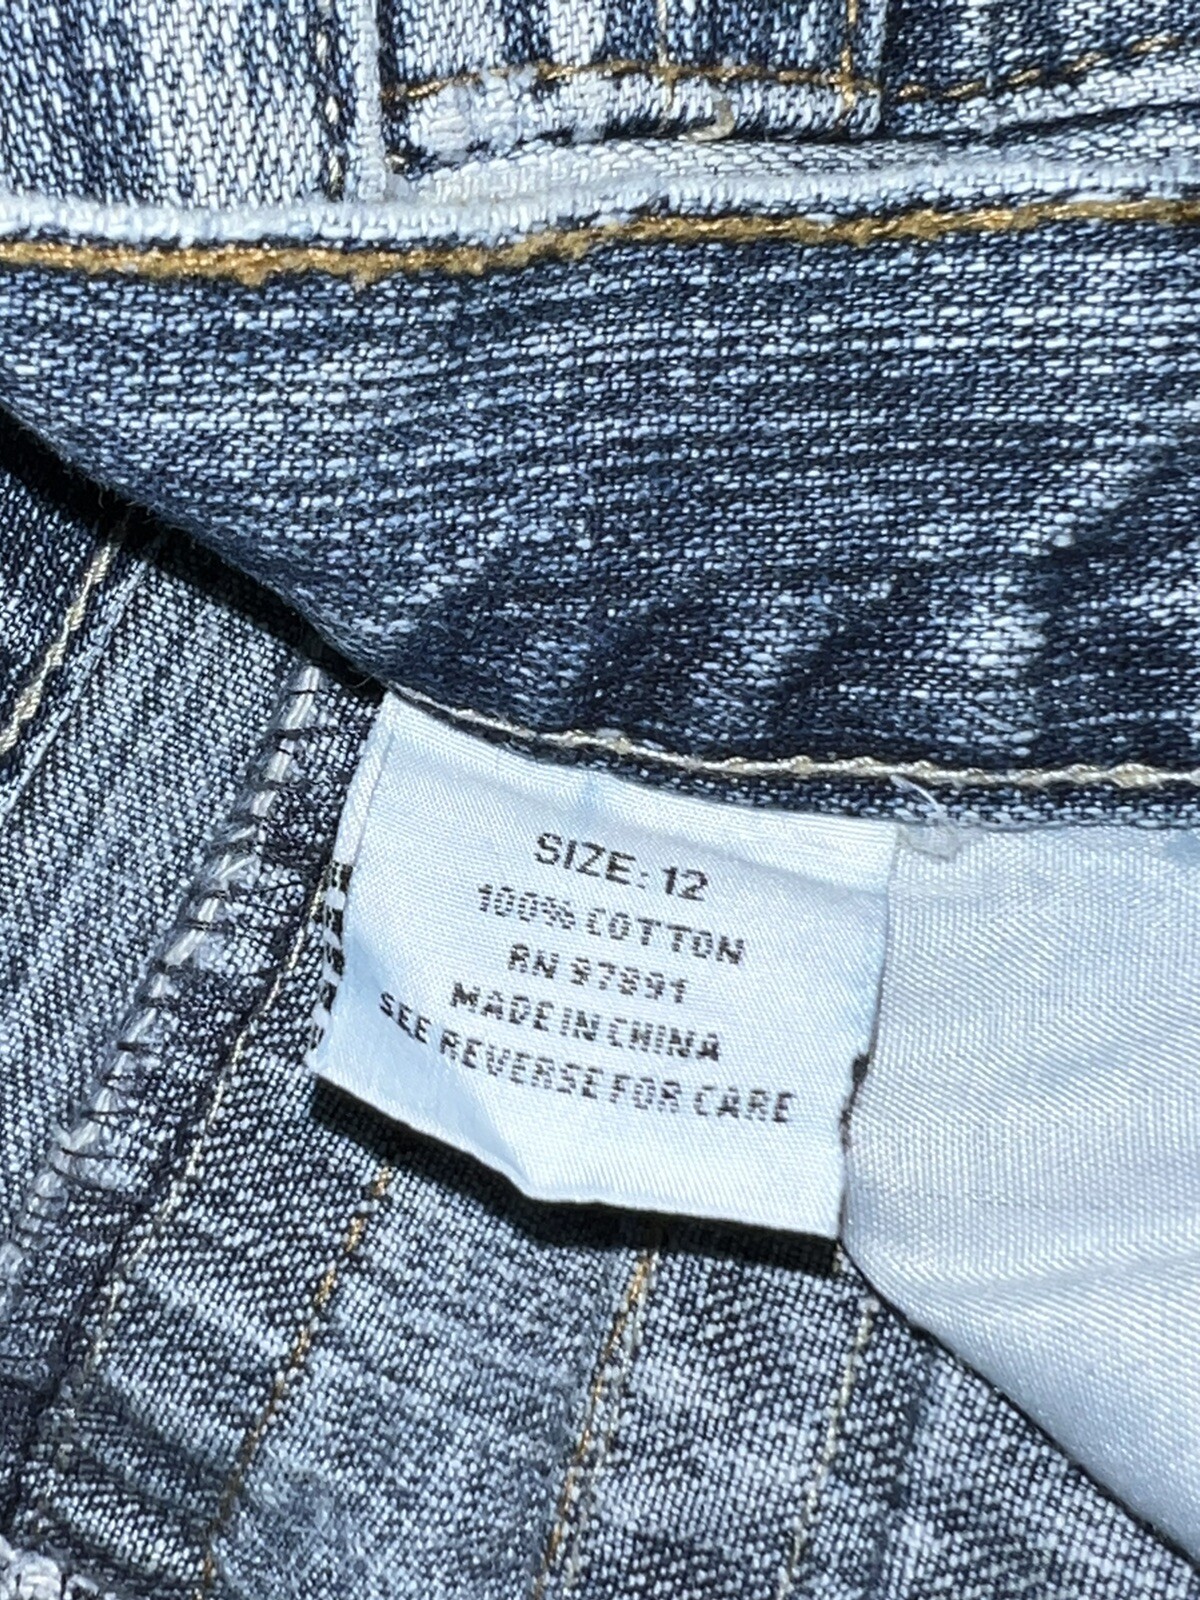 SIZE: 12
100% COTTON
RN 97891
MADE IN CHINA
SEE REVERSE FOR CARE